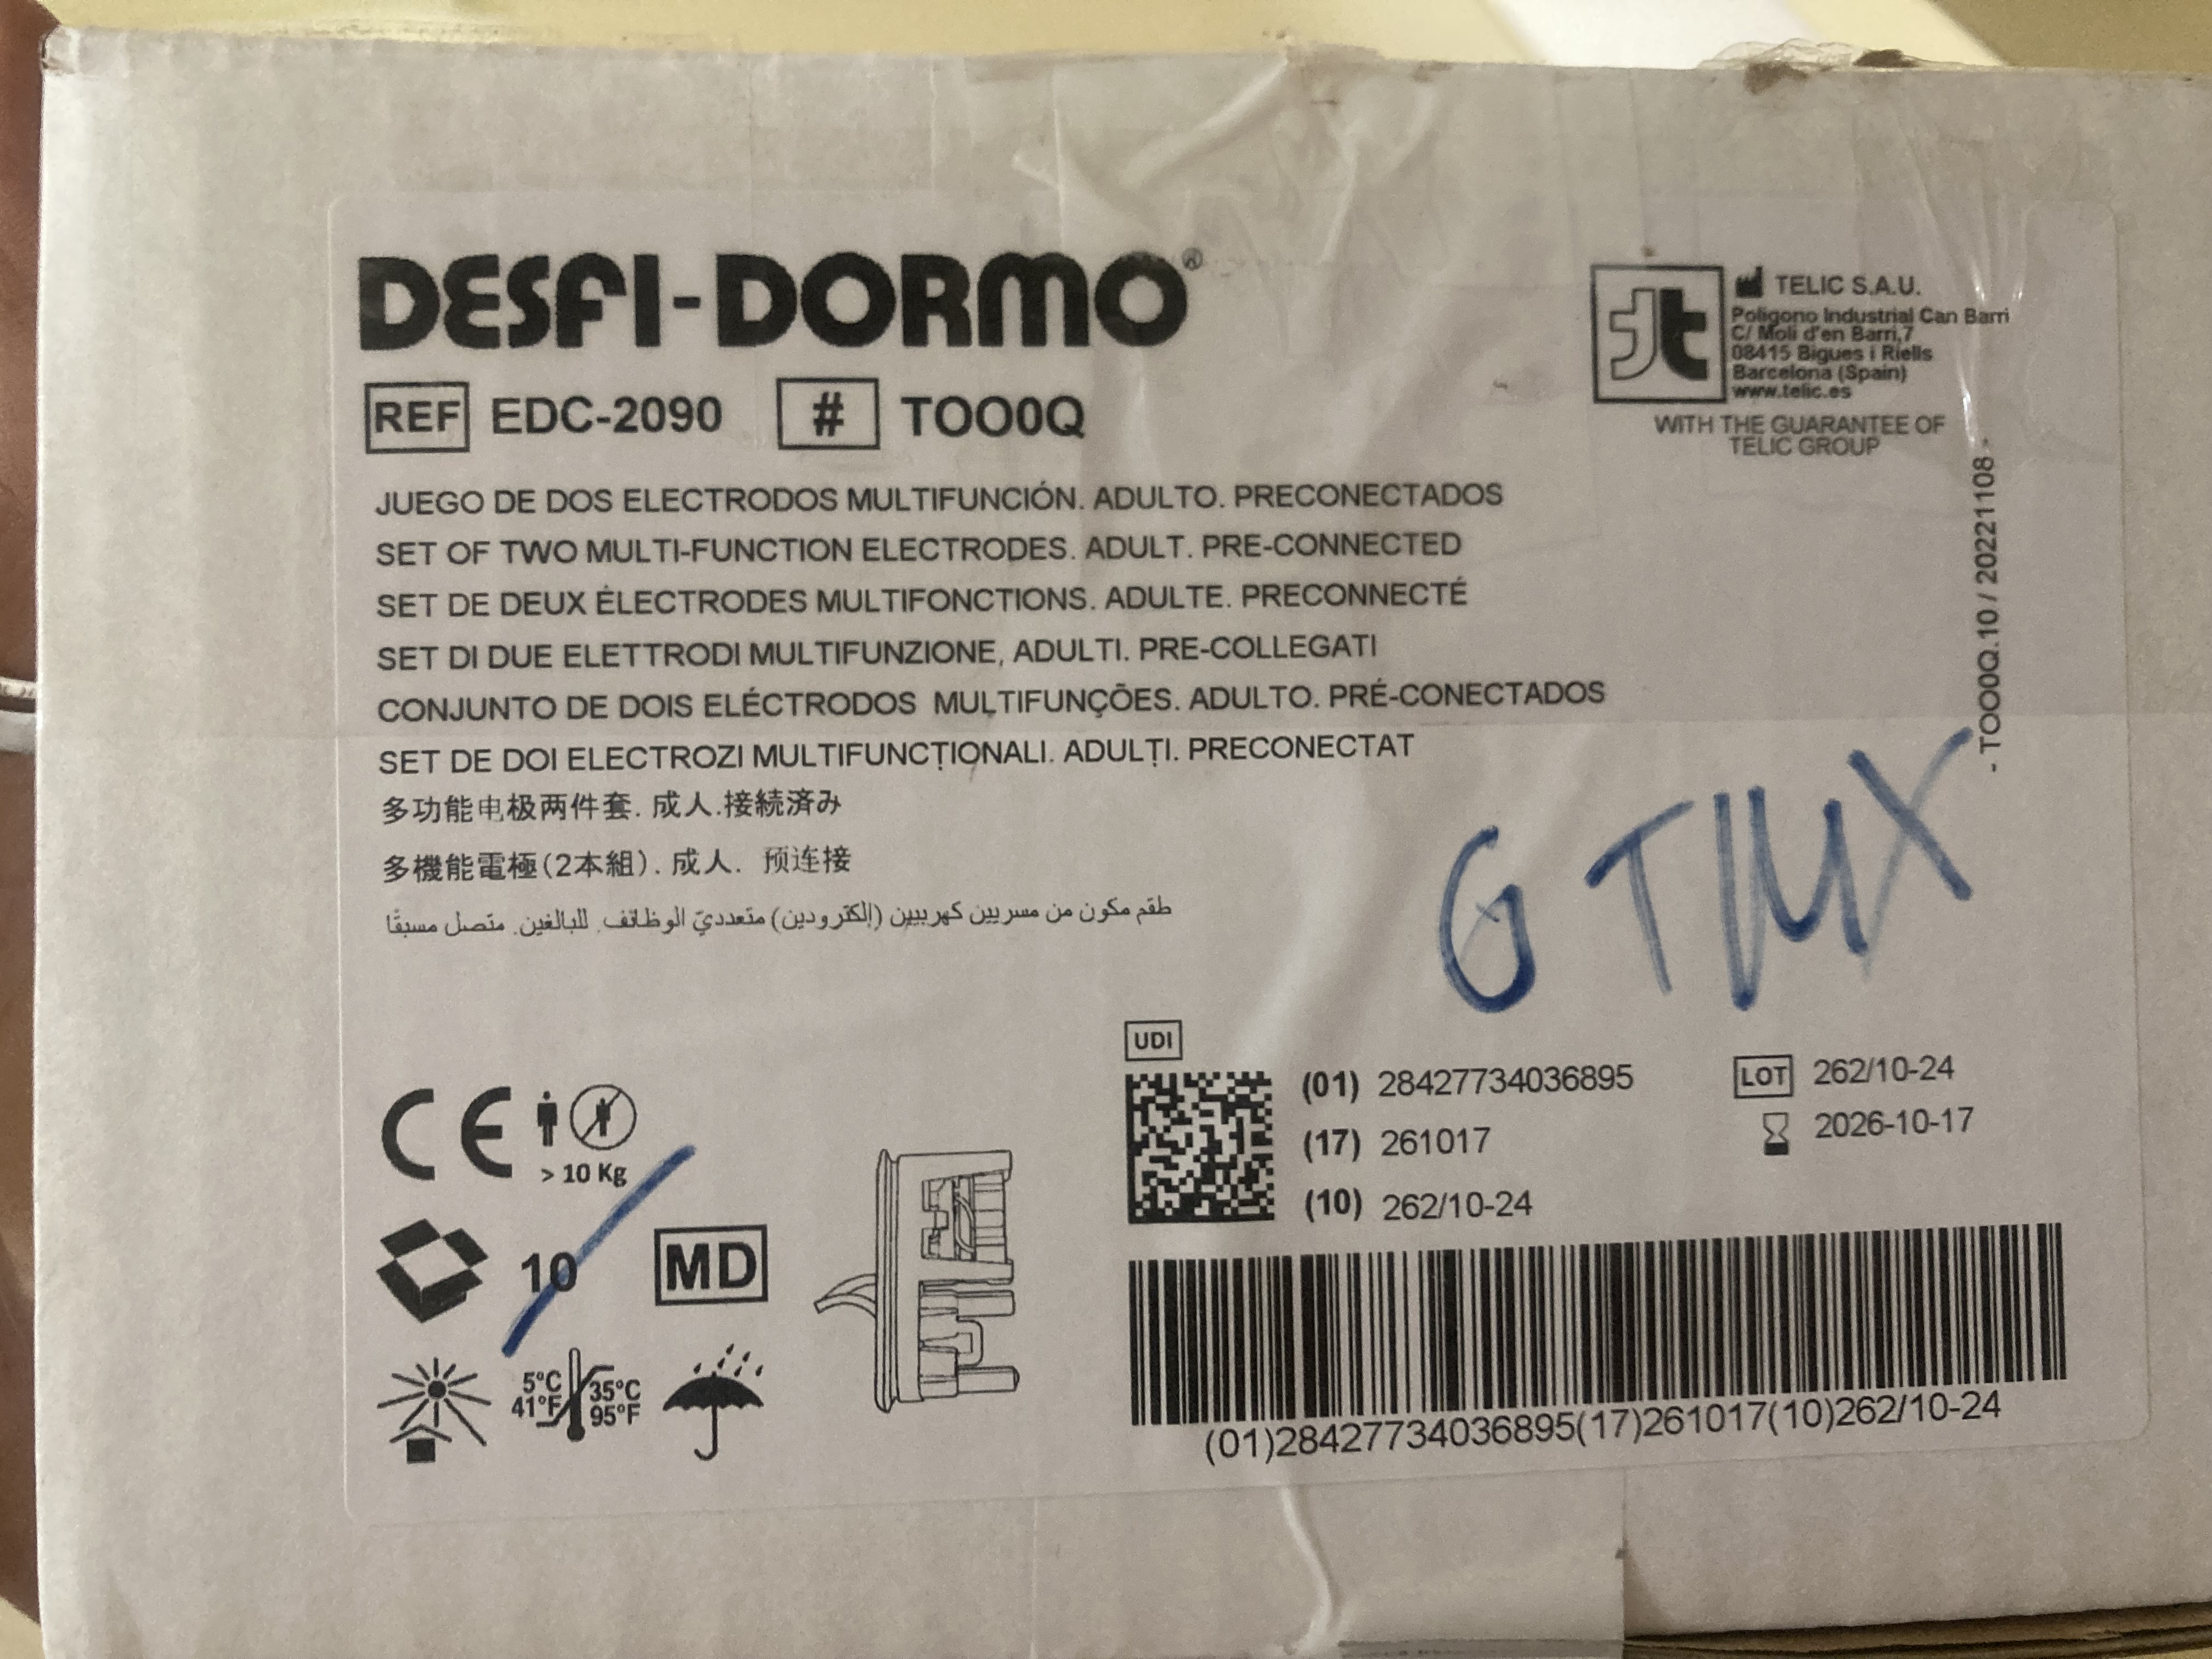 DESFI-DORMO®
REF EDC-2090 # TOO0Q
TELIC S.A.U.
Poligono Industrial Can Barri
C/ Moli d'en Barri,7
08415 Bigues i Riells
Barcelona (Spain)
www.telic.es
WITH THE GUARANTEE OF
TELIC GROUP
- TOO0Q.10 / 20221108 -
JUEGO DE DOS ELECTRODOS MULTIFUNCIÓN. ADULTO. PRECONECTADOS
SET OF TWO MULTI-FUNCTION ELECTRODES. ADULT. PRE-CONNECTED
SET DE DEUX ÉLECTRODES MULTIFONCTIONS. ADULTE. PRECONNECTÉ
SET DI DUE ELETTRODI MULTIFUNZIONE, ADULTI. PRE-COLLEGATI
CONJUNTO DE DOIS ELÉCTRODOS MULTIFUNÇÕES. ADULTO. PRÉ-CONECTADOS
SET DE DOI ELECTROZI MULTIFUNCȚIONALI. ADULȚI. PRECONECTAT
多功能电极两件套. 成人.接続済み
多機能電極(2本組). 成人. 预连接
طقم مكون من مسريين كهربيين (إلكترودين) متعدديّ الوظائف. للبالغين. متصل مسبقًا
UDI
(01) 28427734036895
(17) 261017
(10) 262/10-24
LOT 262/10-24
2026-10-17
CE
> 10 Kg
10
MD
5°C
41°F
35°C
95°F
(01)28427734036895(17)261017(10)262/10-24